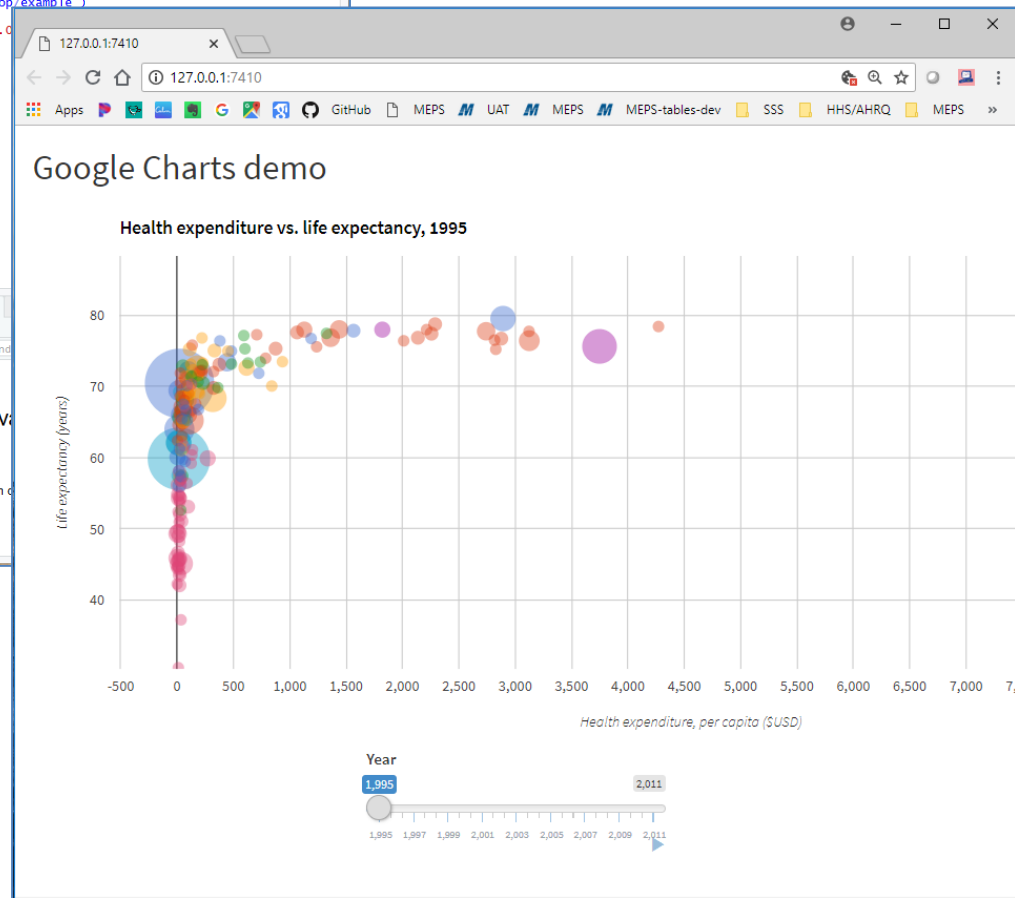 op/example")
127.0.0.1:7410
127.0.0.1:7410
Apps GitHub MEPS UAT MEPS MEPS-tables-dev SSS HHS/AHRQ MEPS »
Google Charts demo
Health expenditure vs. life expectancy, 1995
80
70
60
50
40
Life expectancy (years)
-500 0 500 1,000 1,500 2,000 2,500 3,000 3,500 4,000 4,500 5,000 5,500 6,000 6,500 7,000 7,
Health expenditure, per capita ($USD)
Year
1,995 2,011
1,995 1,997 1,999 2,001 2,003 2,005 2,007 2,009 2,011